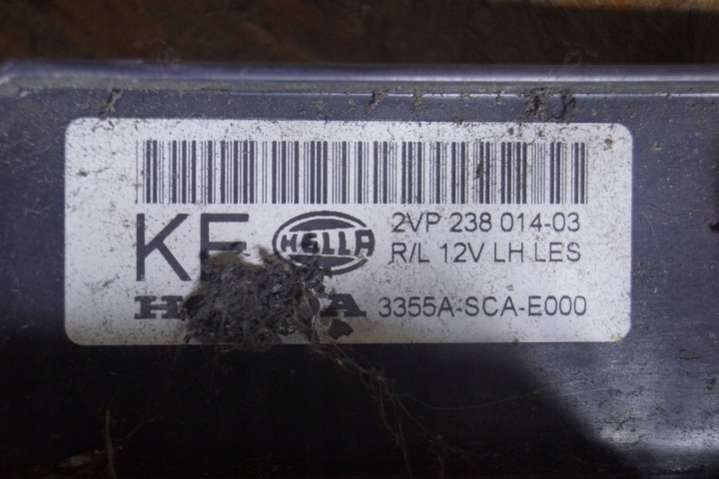 KE HELLA 2VP 238 014-03
R/L 12V LH LES
3355A-SCA-E000